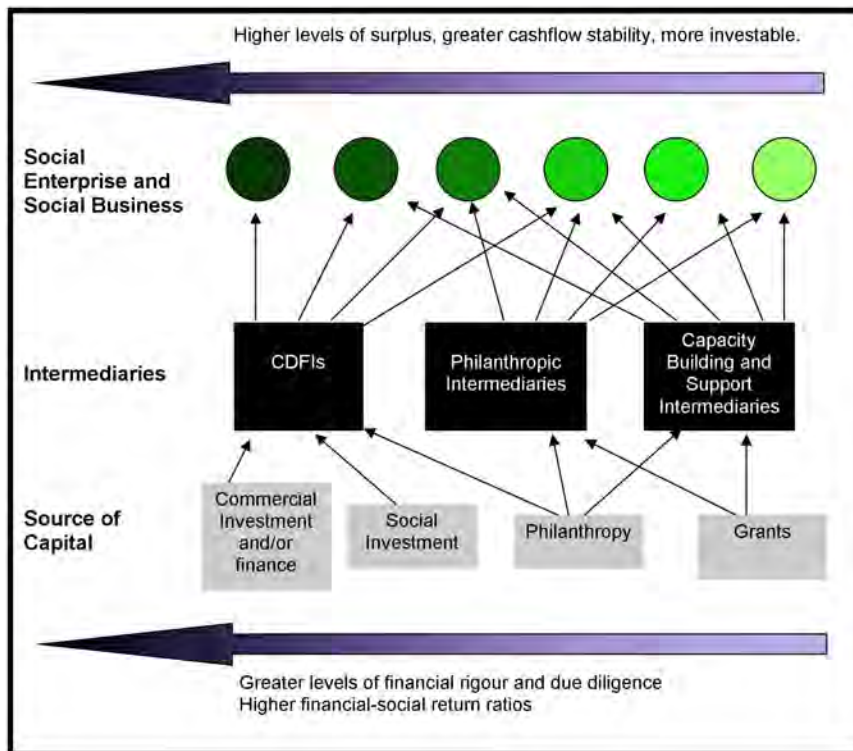 Higher levels of surplus, greater cashflow stability, more investable.
Social
Enterprise and
Social Business
Intermediaries
CDFIs
Philanthropic
Intermediaries
Capacity
Building and
Support
Intermediaries
Source of
Capital
Commercial
Investment
and/or
finance
Social
Investment
Philanthropy
Grants
Greater levels of financial rigour and due diligence
Higher financial-social return ratios